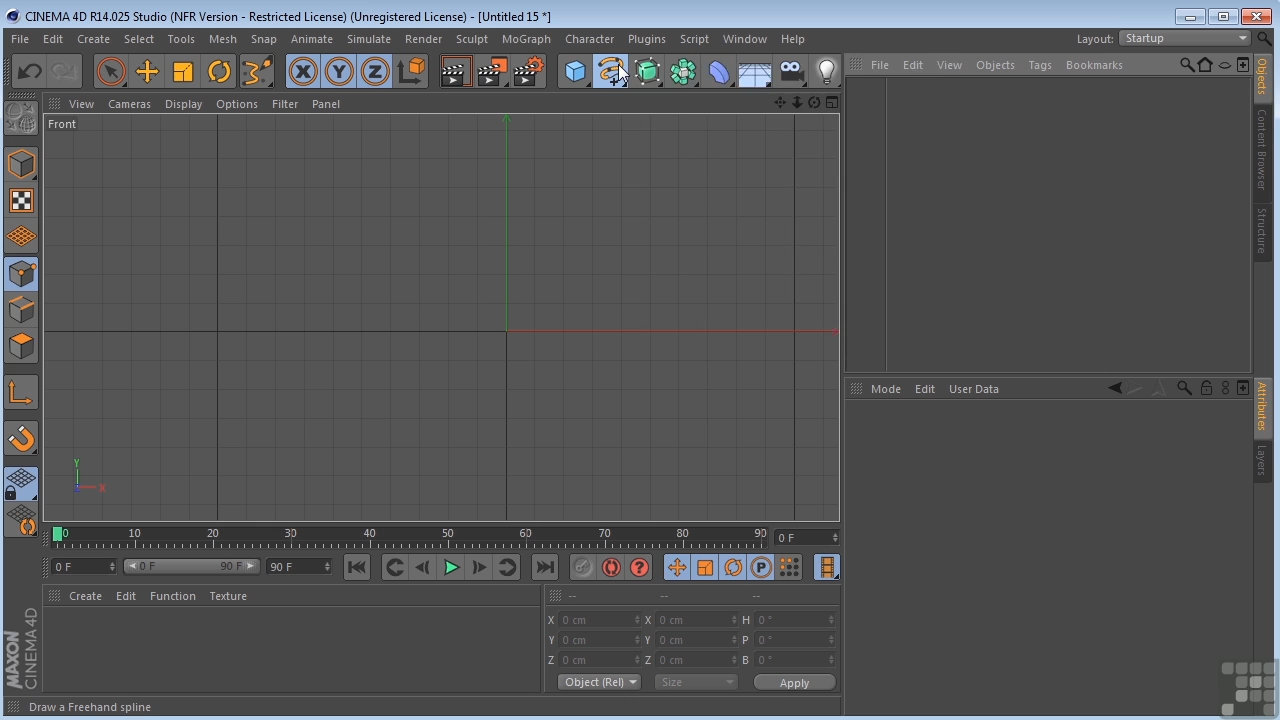 CINEMA 4D R14.025 Studio (NFR Version - Restricted License) (Unregistered License) - [Untitled 15 *]
File Edit Create Select Tools Mesh Snap Animate Simulate Render Sculpt MoGraph Character Plugins Script Window Help Layout: Startup
X Y Z
File Edit View Objects Tags Bookmarks
View Cameras Display Options Filter Panel
Front
Objects
Content Browser
Structure
Mode Edit User Data
Attributes
Layers
Y
X
0 10 20 30 40 50 60 70 80 90 0 F
0 F 0 F 90 F 90 F P
Create Edit Function Texture
-- -- --
X 0 cm X 0 cm H 0 °
Y 0 cm Y 0 cm P 0 °
Z 0 cm Z 0 cm B 0 °
Object (Rel) Size Apply
MAXON
CINEMA 4D
Draw a Freehand spline